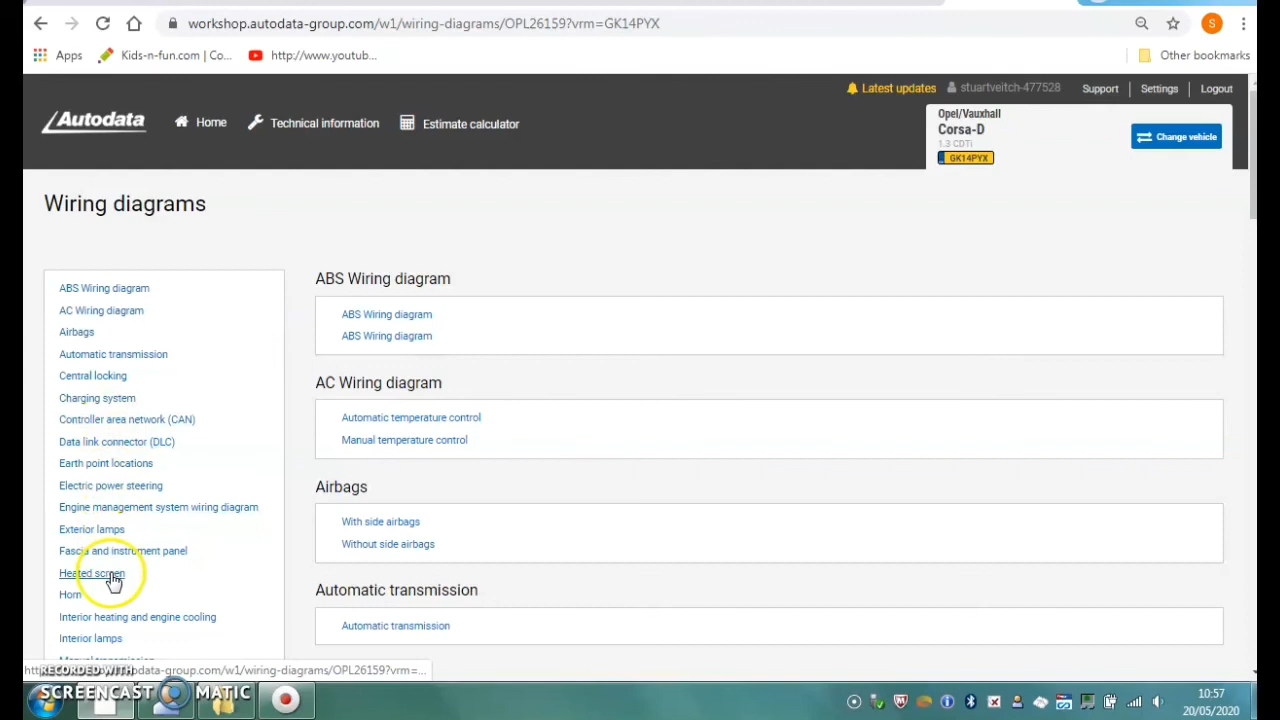 workshop.autodata-group.com/w1/wiring-diagrams/OPL26159?vrm=GK14PYX
S
Apps
Kids-n-fun.com | Co...
http://www.youtub...
Other bookmarks
Latest updates
stuartveitch-477528
Support
Settings
Logout
Autodata
Home
Technical information
Estimate calculator
Opel/Vauxhall
Corsa-D
1.3 CDTi
GK14PYX
Change vehicle
Wiring diagrams
ABS Wiring diagram
AC Wiring diagram
Airbags
Automatic transmission
Central locking
Charging system
Controller area network (CAN)
Data link connector (DLC)
Earth point locations
Electric power steering
Engine management system wiring diagram
Exterior lamps
Fascia and instrument panel
Heated screen
Horn
Interior heating and engine cooling
Interior lamps
Manual transmission
ABS Wiring diagram
ABS Wiring diagram
ABS Wiring diagram
AC Wiring diagram
Automatic temperature control
Manual temperature control
Airbags
With side airbags
Without side airbags
Automatic transmission
Automatic transmission
RECORDED WITH
SCREENCAST MATIC
10:57
20/05/2020